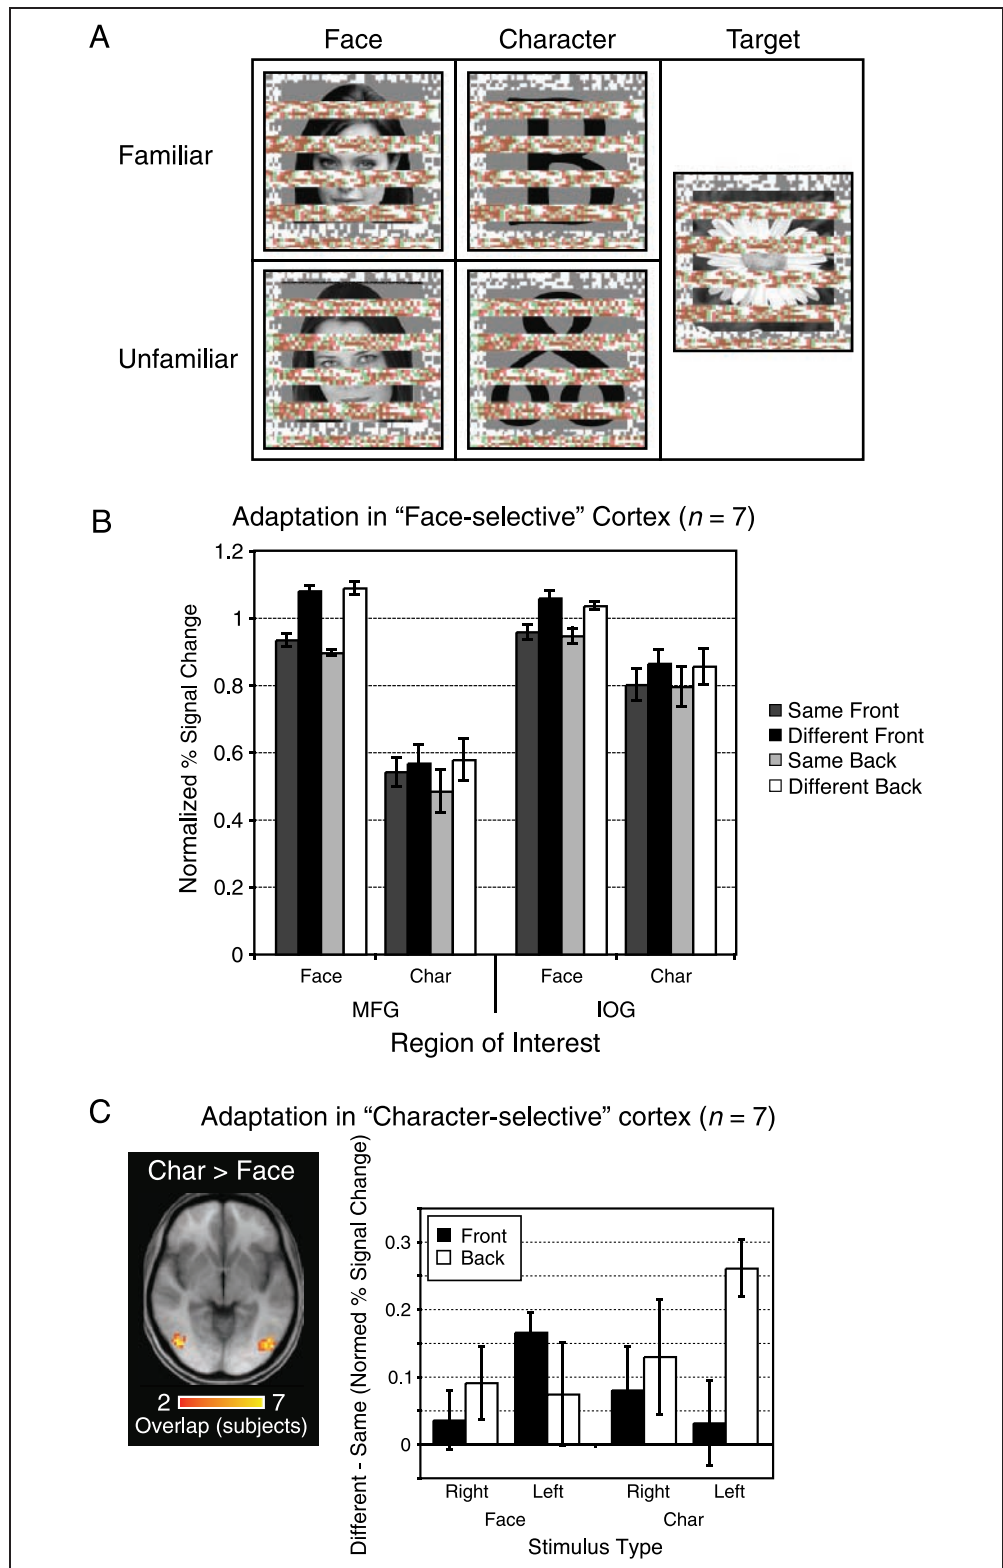 A
Face Character Target
Familiar
Unfamiliar
B
Adaptation in “Face-selective” Cortex (n = 7)
Normalized % Signal Change
1.2
1
0.8
0.6
0.4
0.2
0
Same Front
Different Front
Same Back
Different Back
Face Char Face Char
MFG IOG
Region of Interest
C
Adaptation in “Character-selective” cortex (n = 7)
Char > Face
2 7
Overlap (subjects)
Different - Same (Normed % Signal Change)
Front
Back
0.3
0.2
0.1
0
Right Left Right Left
Face Char
Stimulus Type